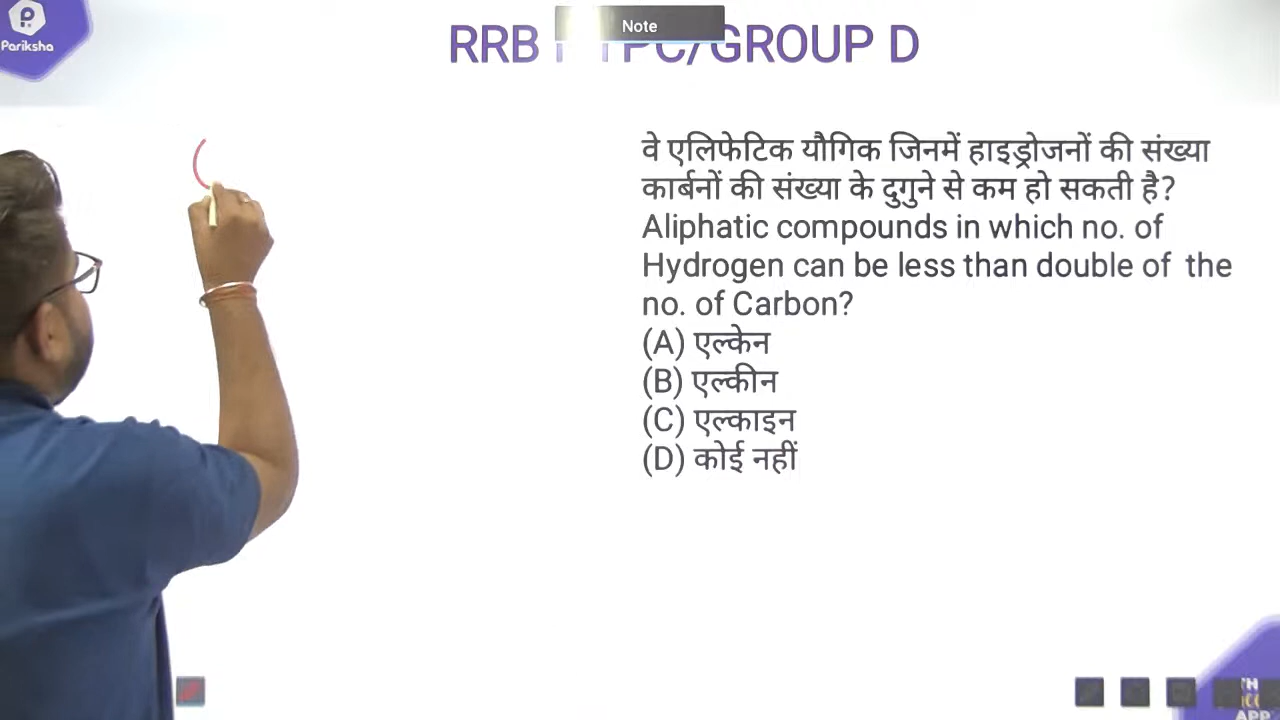 Pariksha
Note
RRB NTPC/GROUP D
वे एलिफेटिक यौगिक जिनमें हाइड्रोजनों की संख्या
कार्बनों की संख्या के दुगुने से कम हो सकती है?
Aliphatic compounds in which no. of
Hydrogen can be less than double of the
no. of Carbon?
(A) एल्केन
(B) एल्कीन
(C) एल्काइन
(D) कोई नहीं
APP